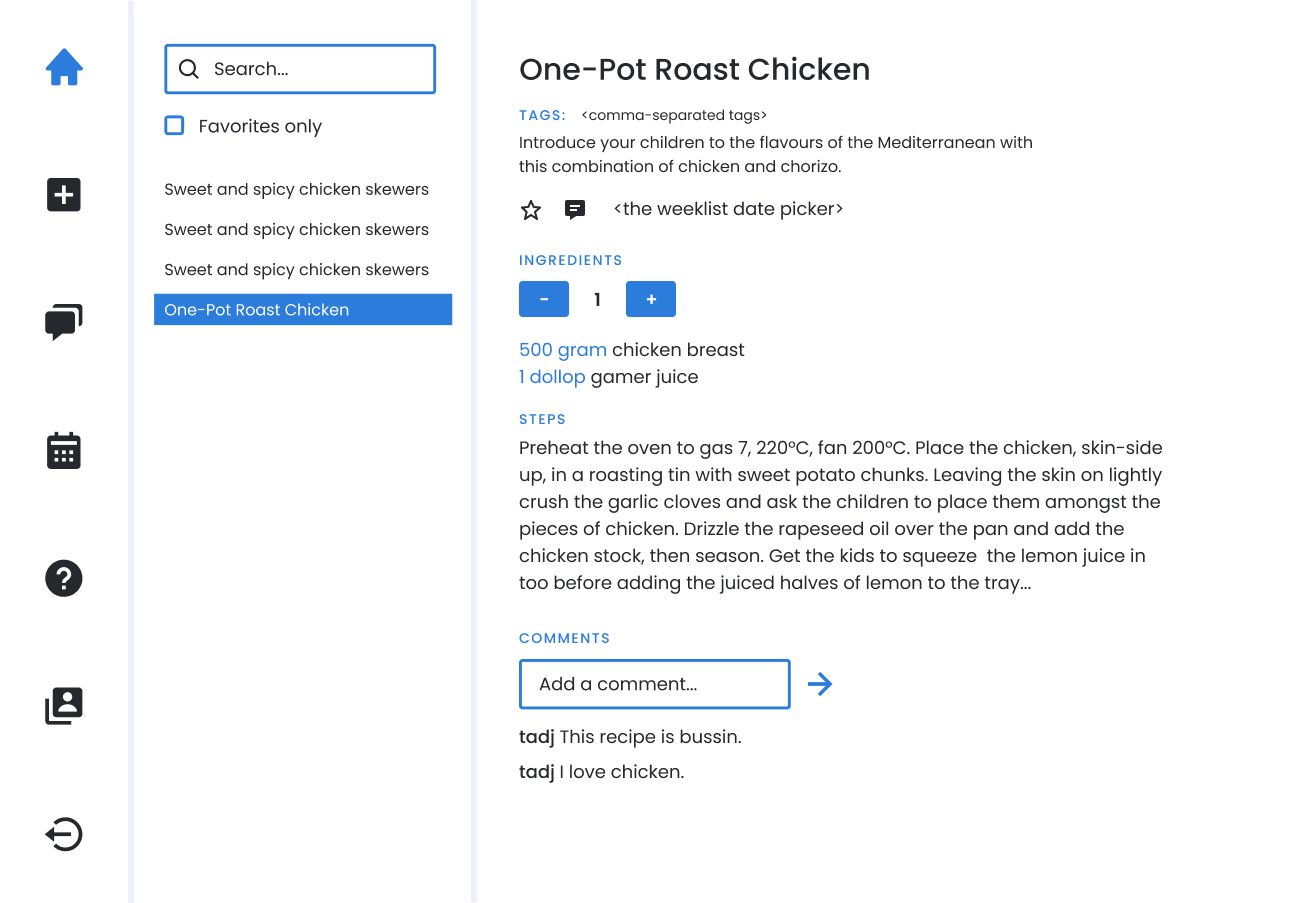 Search...
Favorites only
Sweet and spicy chicken skewers
Sweet and spicy chicken skewers
Sweet and spicy chicken skewers
One-Pot Roast Chicken
One-Pot Roast Chicken
TAGS: <comma-separated tags>
Introduce your children to the flavours of the Mediterranean with
this combination of chicken and chorizo.
<the weeklist date picker>
INGREDIENTS
- 1 +
500 gram chicken breast
1 dollop gamer juice
STEPS
Preheat the oven to gas 7, 220°C, fan 200°C. Place the chicken, skin-side
up, in a roasting tin with sweet potato chunks. Leaving the skin on lightly
crush the garlic cloves and ask the children to place them amongst the
pieces of chicken. Drizzle the rapeseed oil over the pan and add the
chicken stock, then season. Get the kids to squeeze  the lemon juice in
too before adding the juiced halves of lemon to the tray...
COMMENTS
Add a comment...
tadj This recipe is bussin.
tadj I love chicken.